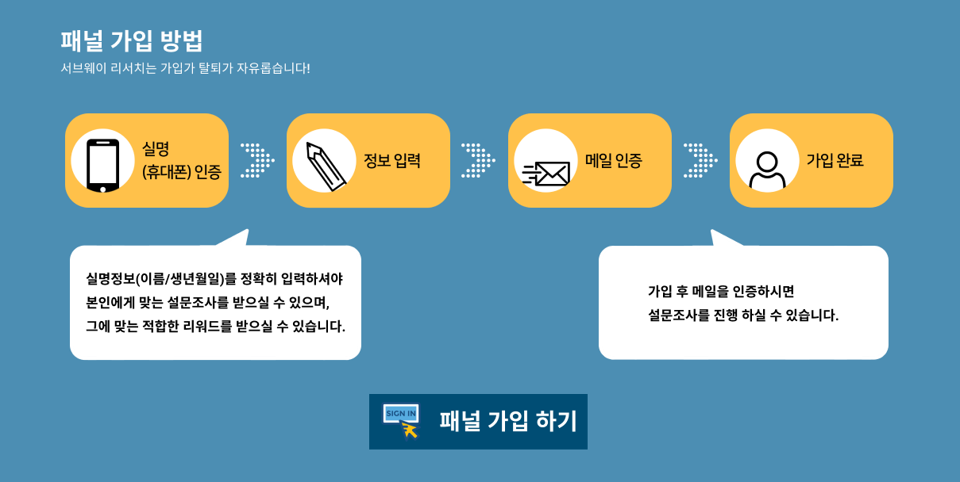 패널 가입 방법
서브웨이 리서치는 가입가 탈퇴가 자유롭습니다!
실명
(휴대폰) 인증
정보 입력
메일 인증
가입 완료
실명정보(이름/생년월일)를 정확히 입력하셔야
본인에게 맞는 설문조사를 받으실 수 있으며,
그에 맞는 적합한 리워드를 받으실 수 있습니다.
가입 후 메일을 인증하시면
설문조사를 진행 하실 수 있습니다.
SIGN IN
패널 가입 하기